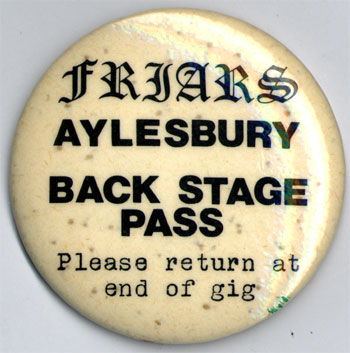 FRIARS
AYLESBURY
BACK STAGE
PASS
Please return at
end of gig